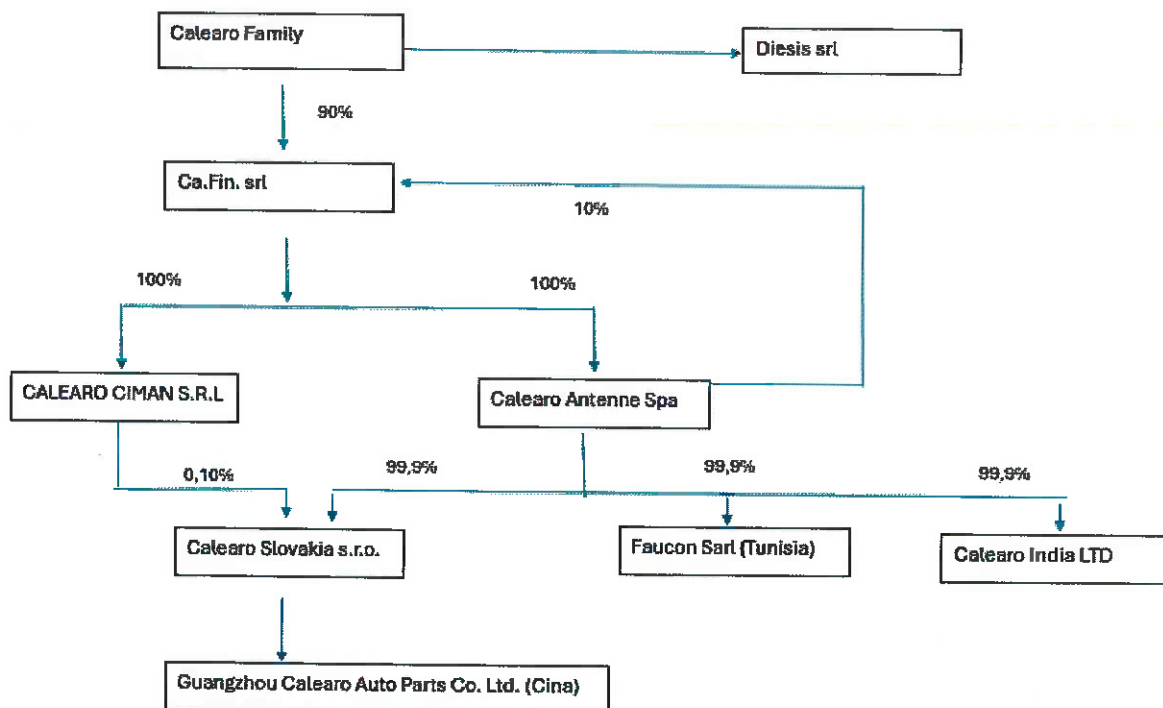 Calearo Family
Diesis srl
90%
Ca.Fin. srl
10%
100%
100%
CALEARO CIMAN S.R.L
Calearo Antenne Spa
0,10%
99,9%
99,9%
99,9%
Calearo Slovakia s.r.o.
Faucon Sarl (Tunisia)
Calearo India LTD
Guangzhou Calearo Auto Parts Co. Ltd. (Cina)